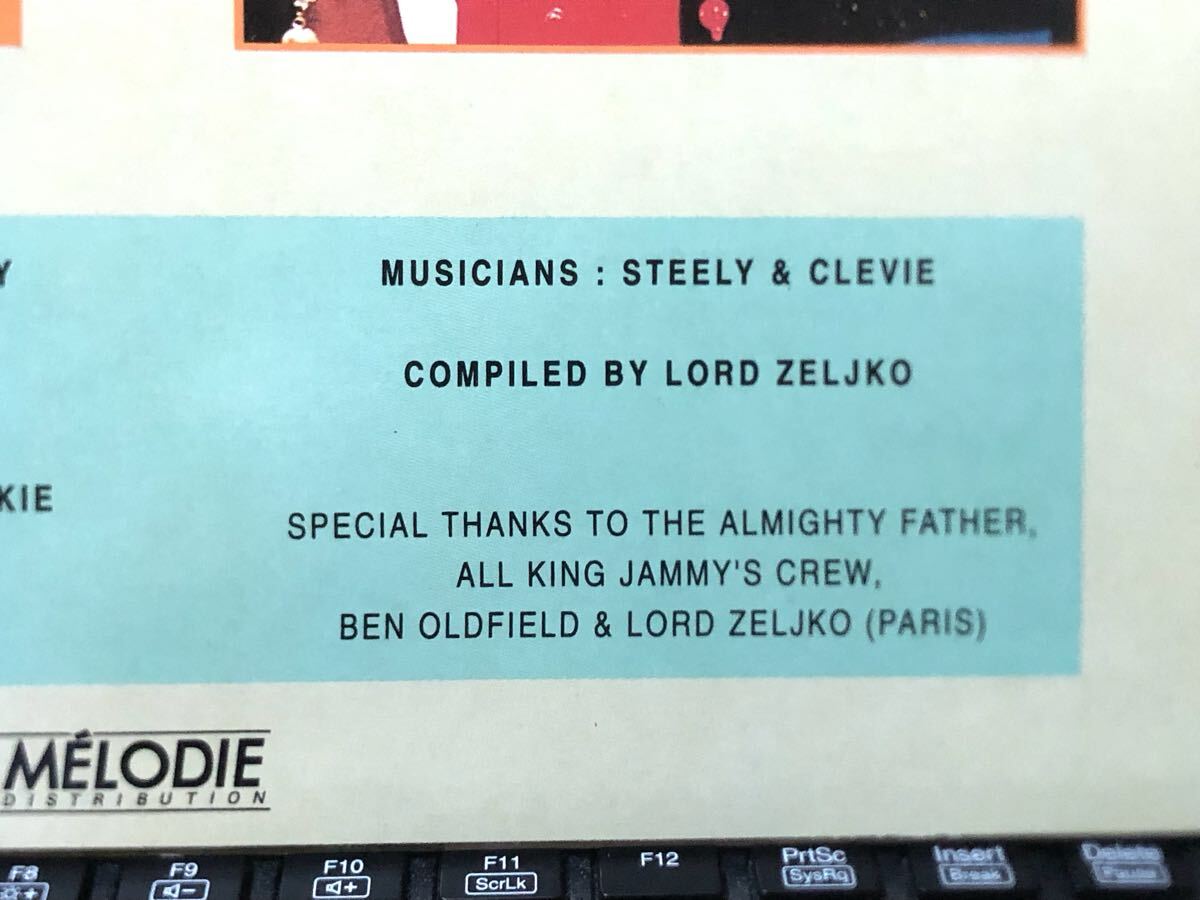 Y
MUSICIANS : STEELY & CLEVIE
COMPILED BY LORD ZELJKO
KIE
SPECIAL THANKS TO THE ALMIGHTY FATHER,
ALL KING JAMMY'S CREW,
BEN OLDFIELD & LORD ZELJKO (PARIS)
MÉLODIE
DISTRIBUTION
F8 F9 F10 F11 F12 PrtSc Insert Delete
ScrLk SysRq Break Pause